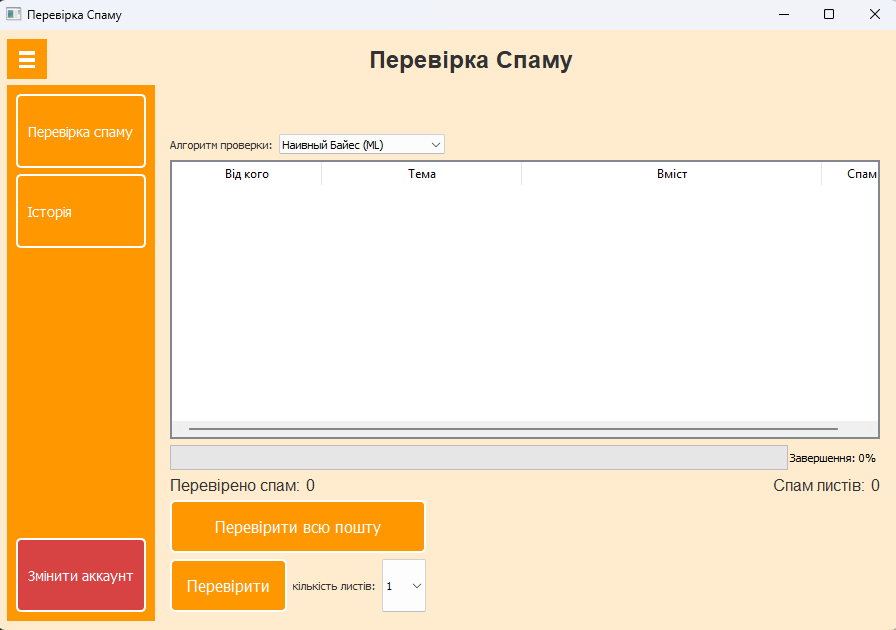 Перевірка Спаму
Перевірка Спаму
Перевірка спаму
Історія
Змінити аккаунт
Алгоритм проверки: Наивный Байес (ML)
Від кого Тема Вміст Спам
Завершення: 0%
Перевірено спам: 0 Спам листів: 0
Перевірити всю пошту
Перевірити кількість листів: 1